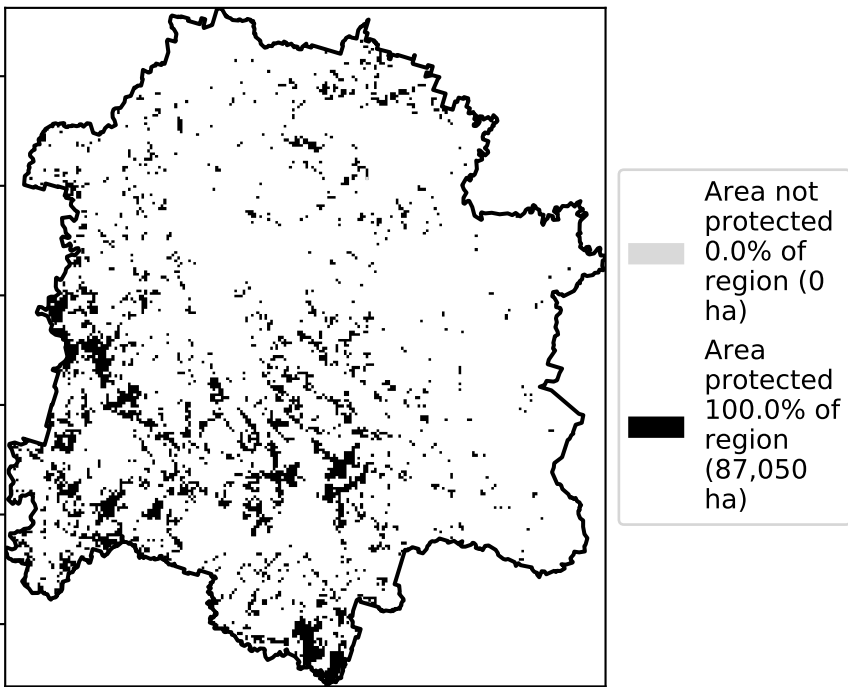 Area not
protected
0.0% of
region (0
ha)
Area
protected
100.0% of
region
(87,050
ha)